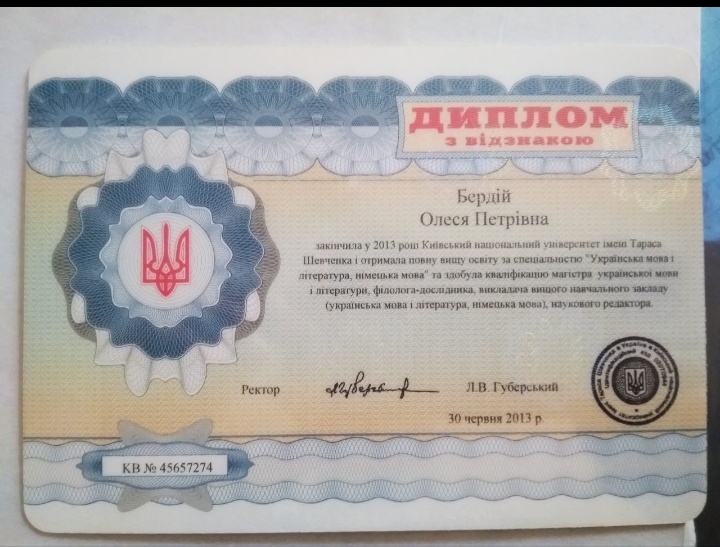 ДИПЛОМ
з відзнакою
Бердій
Олеся Петрівна
закінчила у 2013 році Київський національний університет імені Тараса
Шевченка і отримала повну вищу освіту за спеціальністю "Українська мова і
література, німецька мова" та здобула кваліфікацію магістра української мови
і літератури, філолога-дослідника, викладача вищого навчального закладу
(українська мова і література, німецька мова), наукового редактора.
Ректор
Л.В. Губерський
30 червня 2013 р.
КВ № 45657274